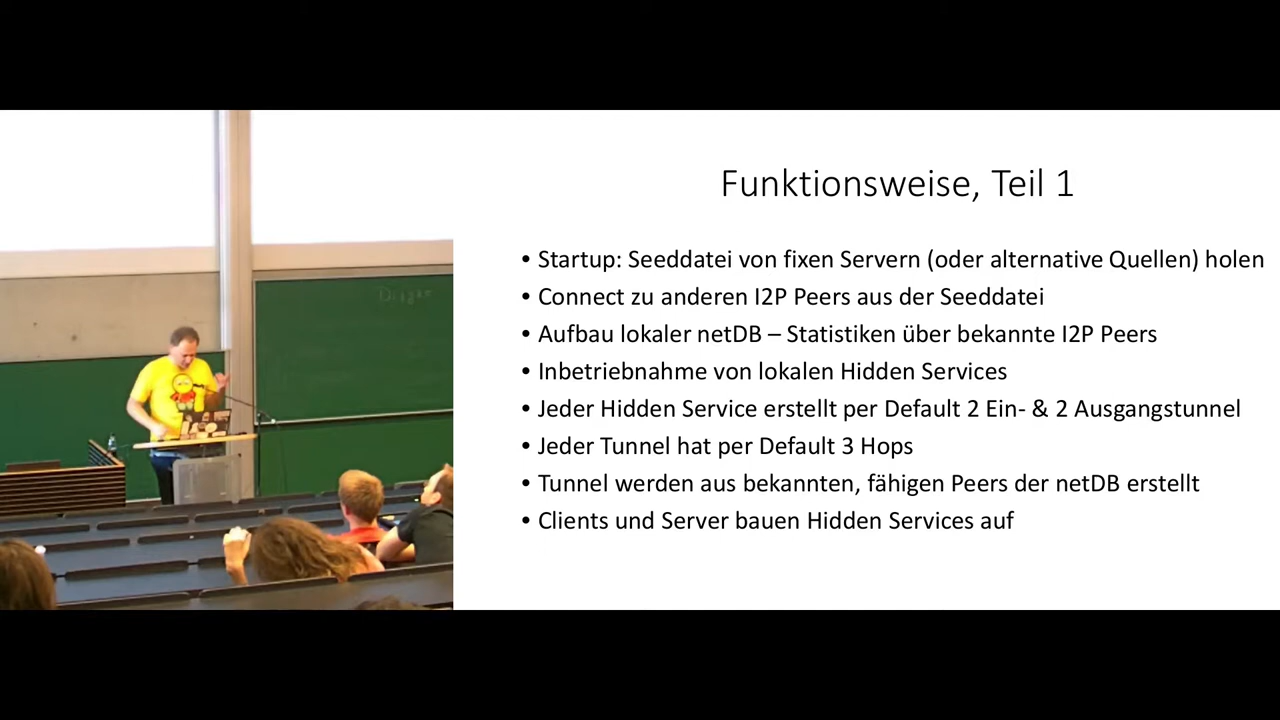 Funktionsweise, Teil 1
• Startup: Seeddatei von fixen Servern (oder alternative Quellen) holen
• Connect zu anderen I2P Peers aus der Seeddatei
• Aufbau lokaler netDB – Statistiken über bekannte I2P Peers
• Inbetriebnahme von lokalen Hidden Services
• Jeder Hidden Service erstellt per Default 2 Ein- & 2 Ausgangstunnel
• Jeder Tunnel hat per Default 3 Hops
• Tunnel werden aus bekannten, fähigen Peers der netDB erstellt
• Clients und Server bauen Hidden Services auf